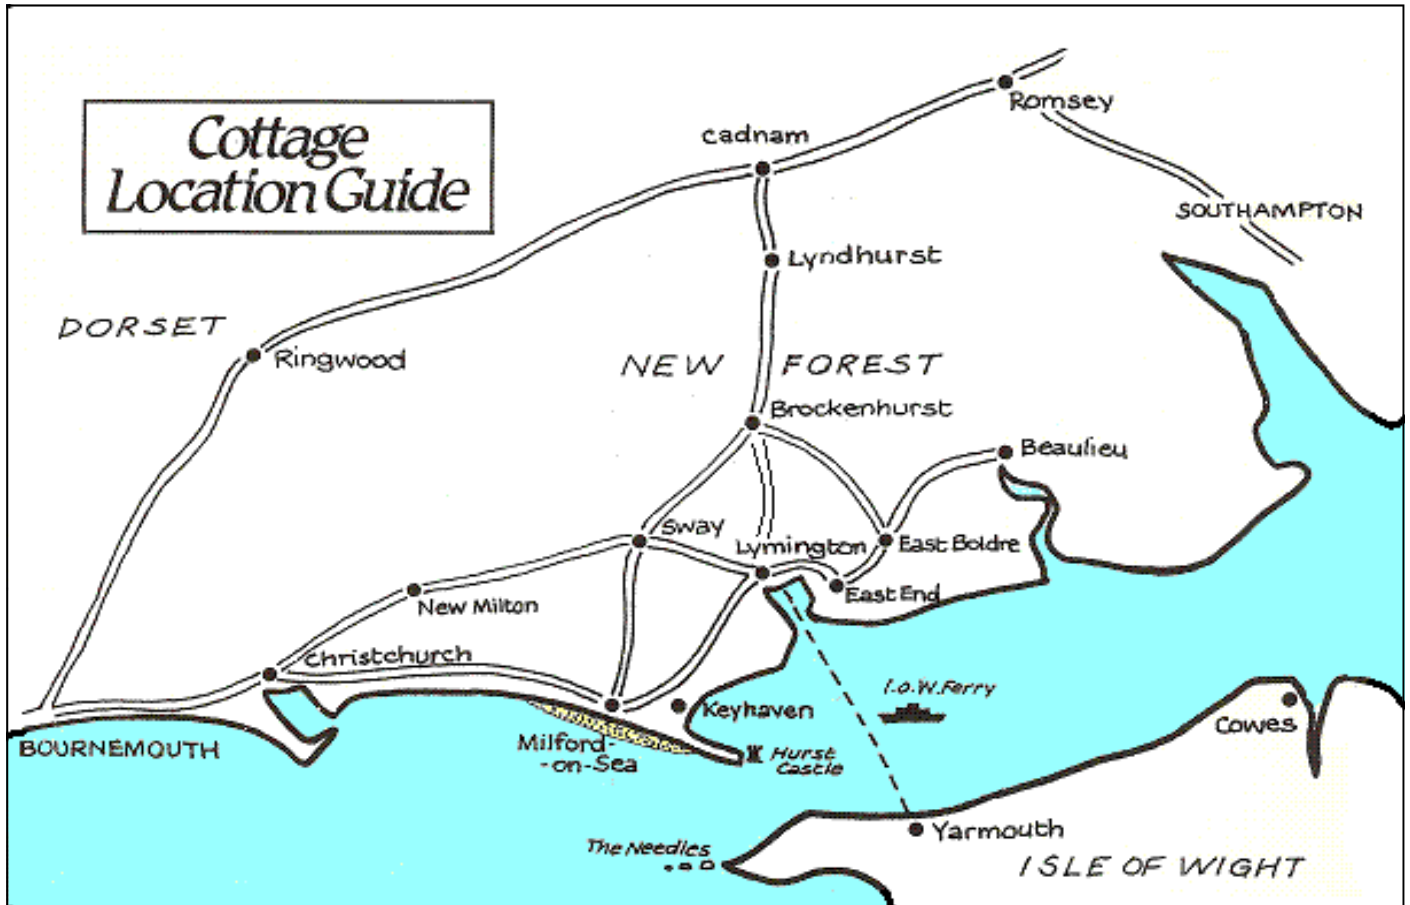 Cottage
Location Guide
Romsey
cadnam
SOUTHAMPTON
Lyndhurst
DORSET
Ringwood
NEW FOREST
Brockenhurst
Beaulieu
Sway
Lymington
East Boldre
East End
New Milton
christchurch
I.o.W.Ferry
Keyhaven
Cowes
BOURNEMOUTH
Milford-
-on-Sea
Hurst
Castle
Yarmouth
The Needles
ISLE OF WIGHT